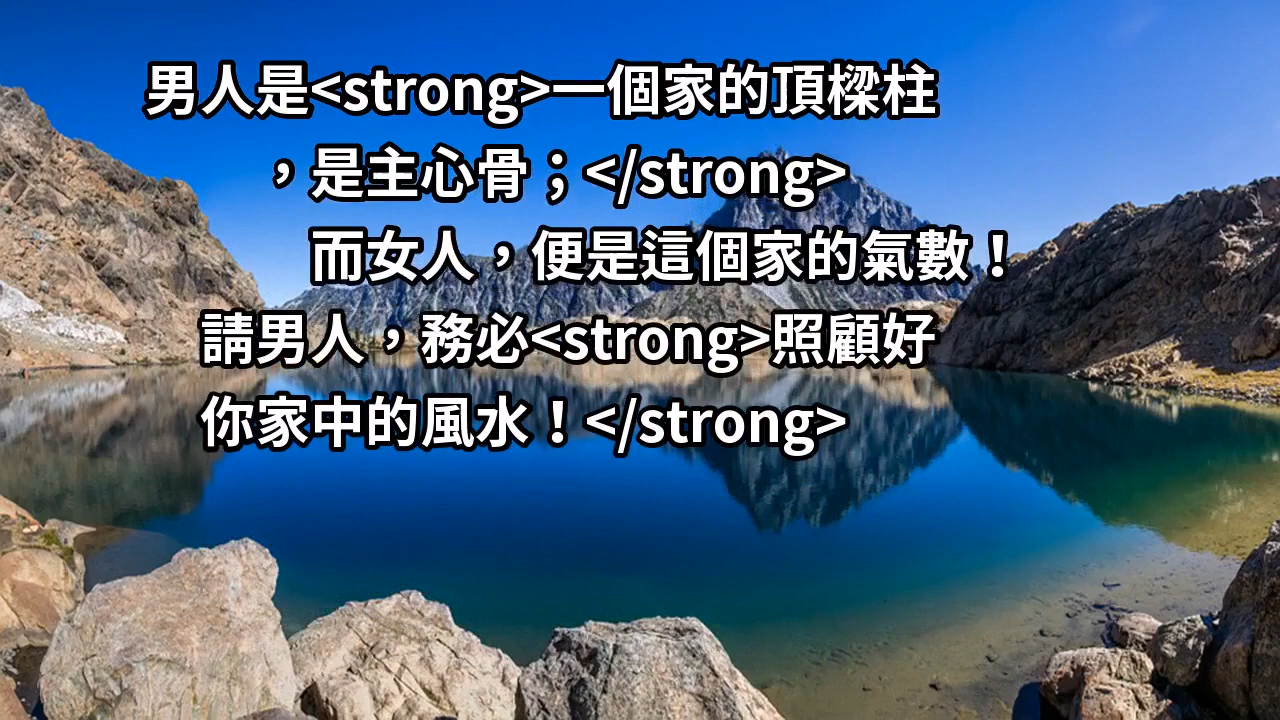 男人是<strong>一個家的頂樑柱
，是主心骨；</strong>
而女人，便是這個家的氣數！
請男人，務必<strong>照顧好
你家中的風水！</strong>